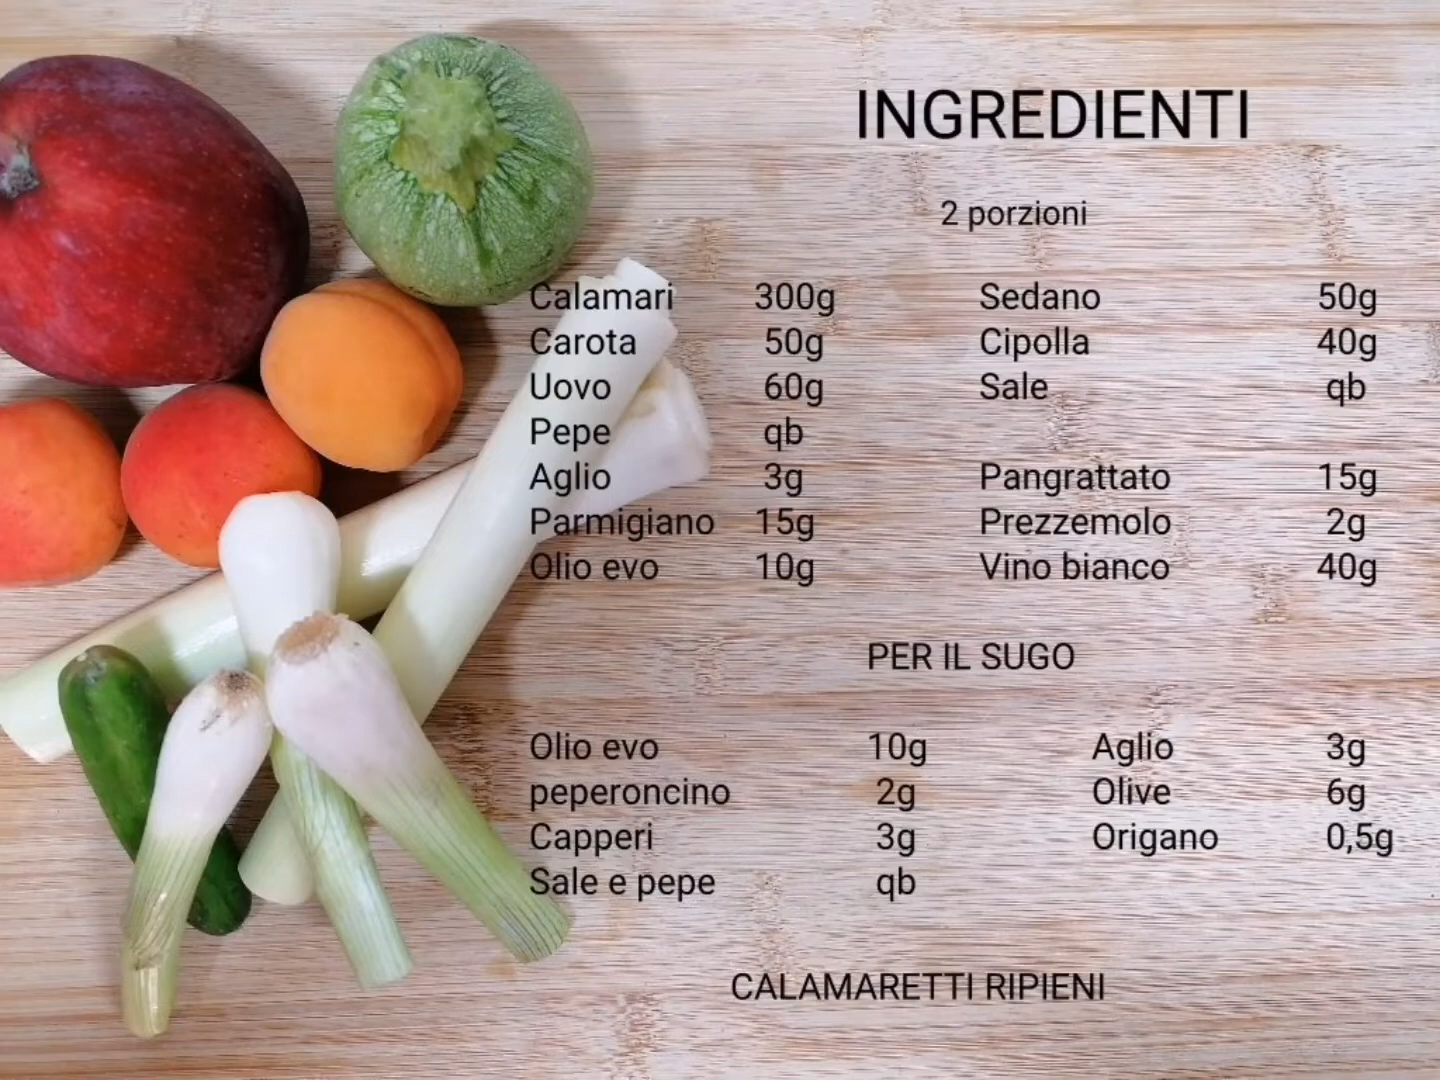 INGREDIENTI
2 porzioni
Calamari 300g Sedano 50g
Carota 50g Cipolla 40g
Uovo 60g Sale qb
Pepe qb
Aglio 3g Pangrattato 15g
Parmigiano 15g Prezzemolo 2g
Olio evo 10g Vino bianco 40g
PER IL SUGO
Olio evo 10g Aglio 3g
peperoncino 2g Olive 6g
Capperi 3g Origano 0,5g
Sale e pepe qb
CALAMARETTI RIPIENI